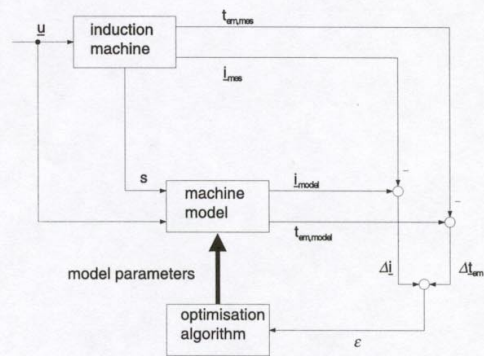 t_em,mes
u
induction
machine
i_mes
s
machine
model
i_model
t_em,model
model parameters
Δi
Δt_em
optimisation
algorithm
ε
-
-